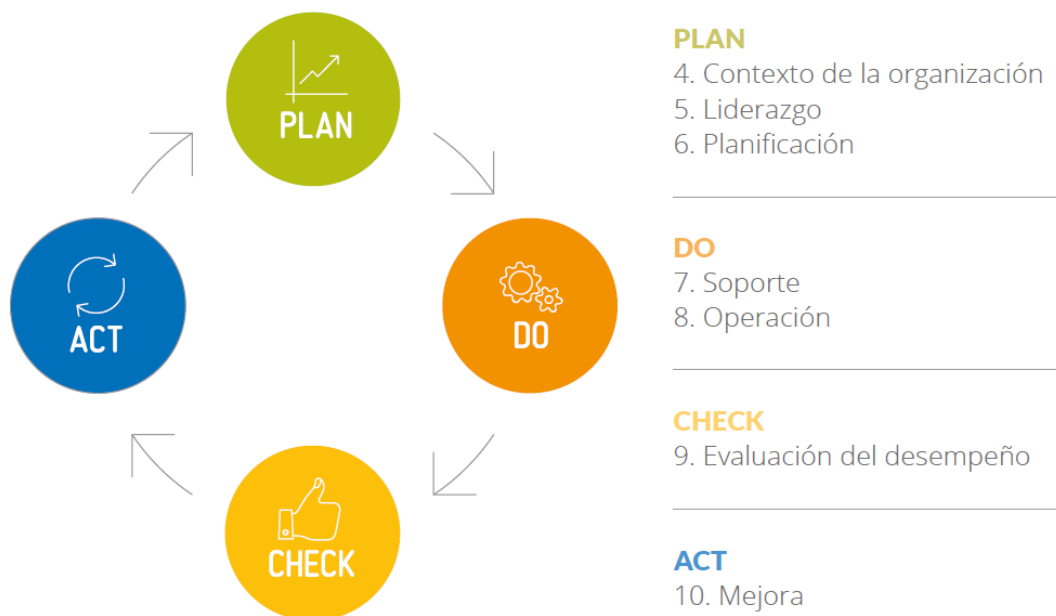 PLAN
DO
CHECK
ACT
PLAN
4. Contexto de la organización
5. Liderazgo
6. Planificación
DO
7. Soporte
8. Operación
CHECK
9. Evaluación del desempeño
ACT
10. Mejora